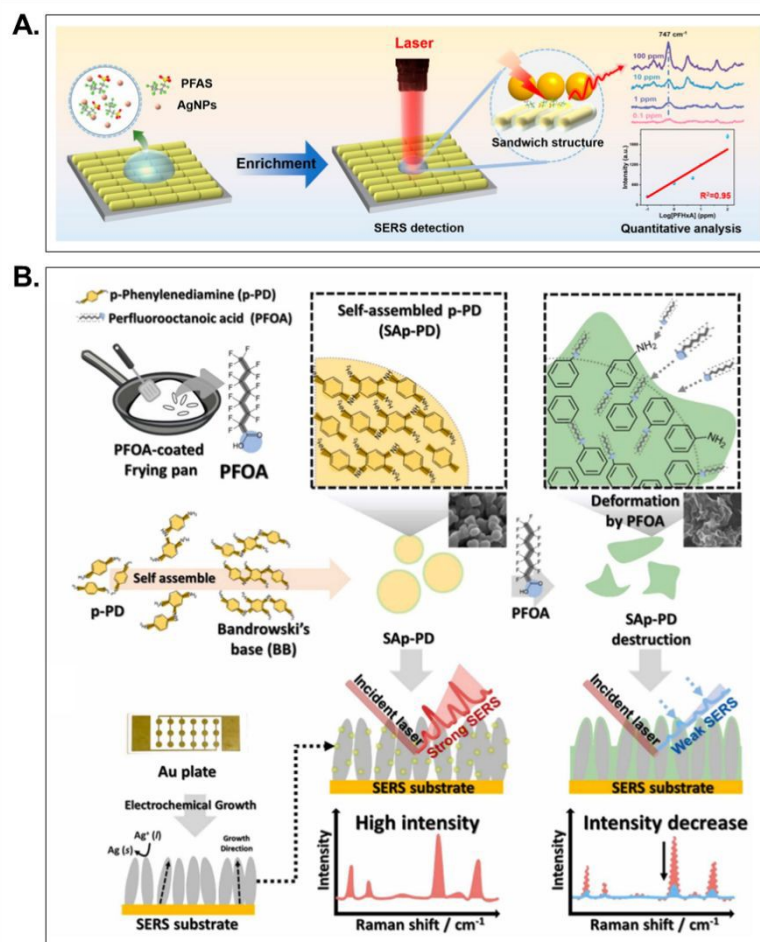 A.
PFAS
AgNPs
Enrichment
Laser
SERS detection
Sandwich structure
747 cm⁻¹
100 ppm
10 ppm
1 ppm
0.1 ppm
Intensity (a.u.)
R²=0.95
Log[PFHxA] (ppm)
Quantitative analysis
B.
p-Phenylenediamine (p-PD)
Perfluorooctanoic acid (PFOA)
PFOA-coated
Frying pan
PFOA
Self-assembled p-PD
(SAp-PD)
NH₂
NH₂
Deformation
by PFOA
p-PD
Self assemble
Bandrowski's
base (BB)
SAp-PD
PFOA
SAp-PD
destruction
Au plate
Electrochemical Growth
Ag⁺ (l)
Ag (s)
Growth
Direction
SERS substrate
Incident laser
Strong SERS
SERS substrate
High intensity
Intensity
Raman shift / cm⁻¹
Incident laser
Weak SERS
SERS substrate
Intensity decrease
Intensity
Raman shift / cm⁻¹